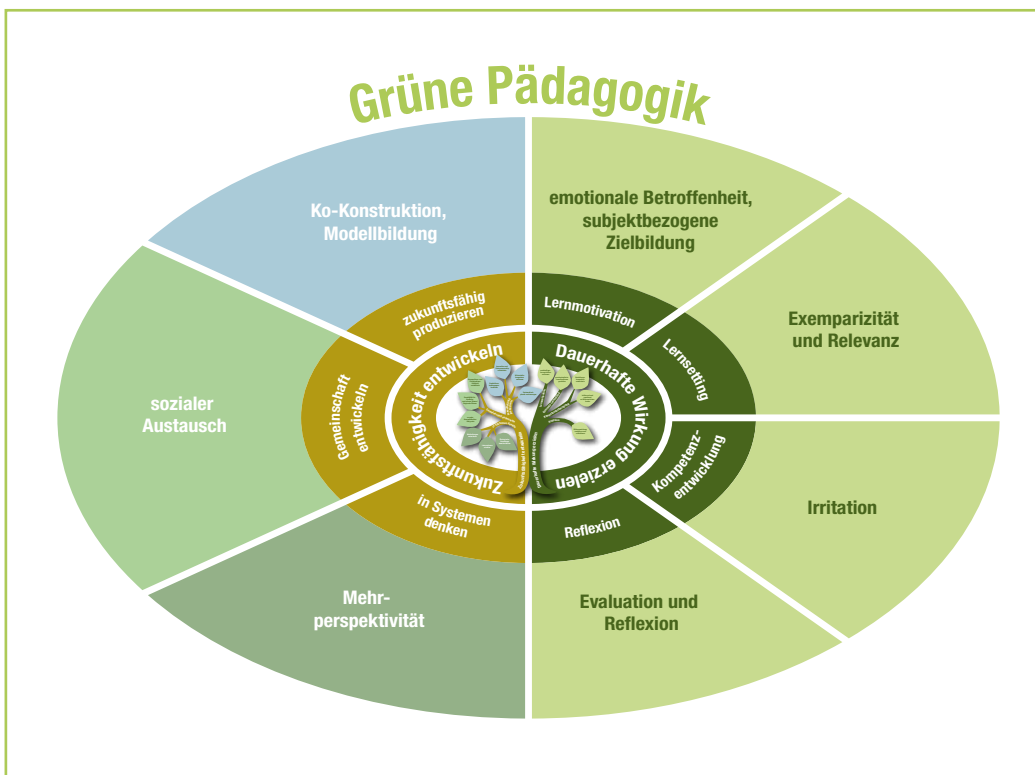 Grüne Pädagogik
Ko-Konstruktion,
Modellbildung
emotionale Betroffenheit,
subjektbezogene
Zielbildung
Exemparizität
und Relevanz
Irritation
Evaluation und
Reflexion
Mehr-
perspektivität
sozialer
Austausch
zukunftsfähig
produzieren
Lernmotivation
Lernsetting
Kompetenz-
entwicklung
Reflexion
in Systemen
denken
Gemeinschaft
entwickeln
Zukunftsfähigkeit entwickeln
Dauerhafte Wirkung erzielen